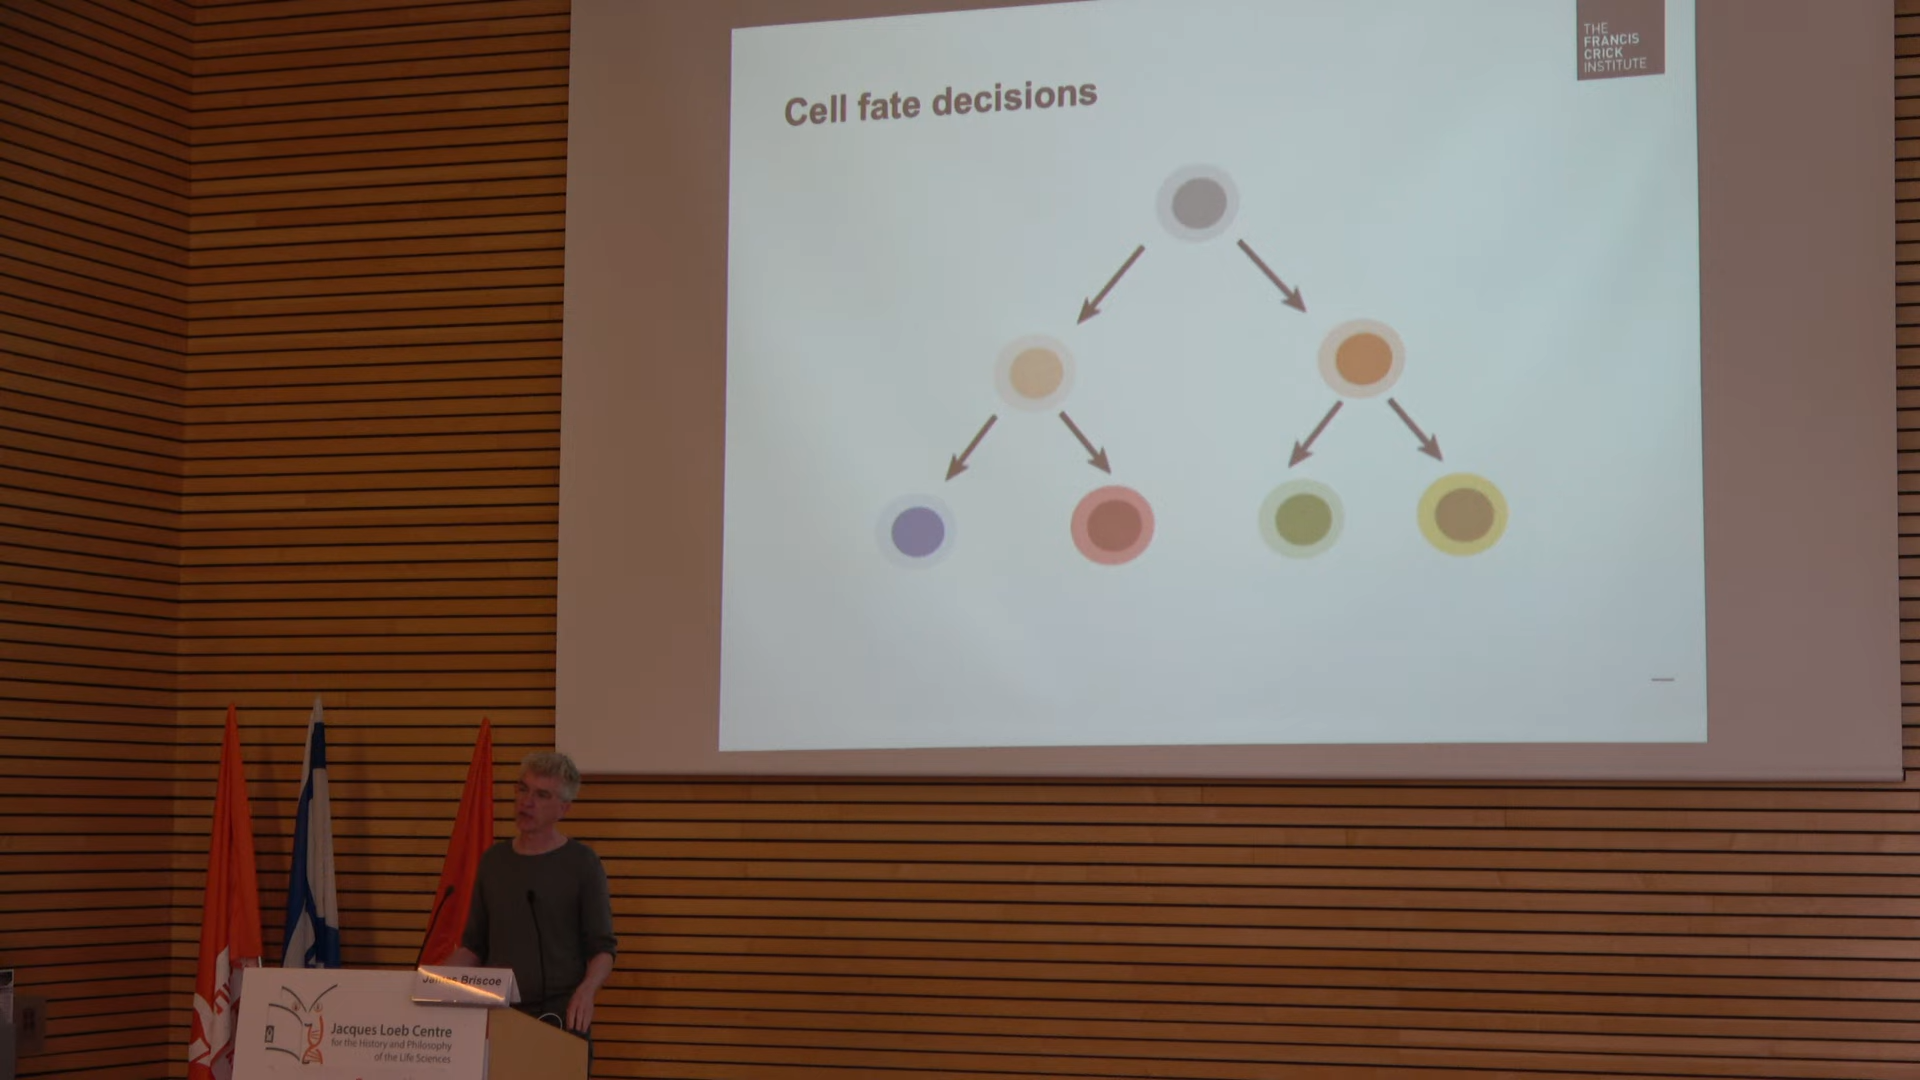 THE
FRANCIS
CRICK
INSTITUTE
Cell fate decisions
James Briscoe
Jacques Loeb Centre
for the History and Philosophy
of the Life Sciences